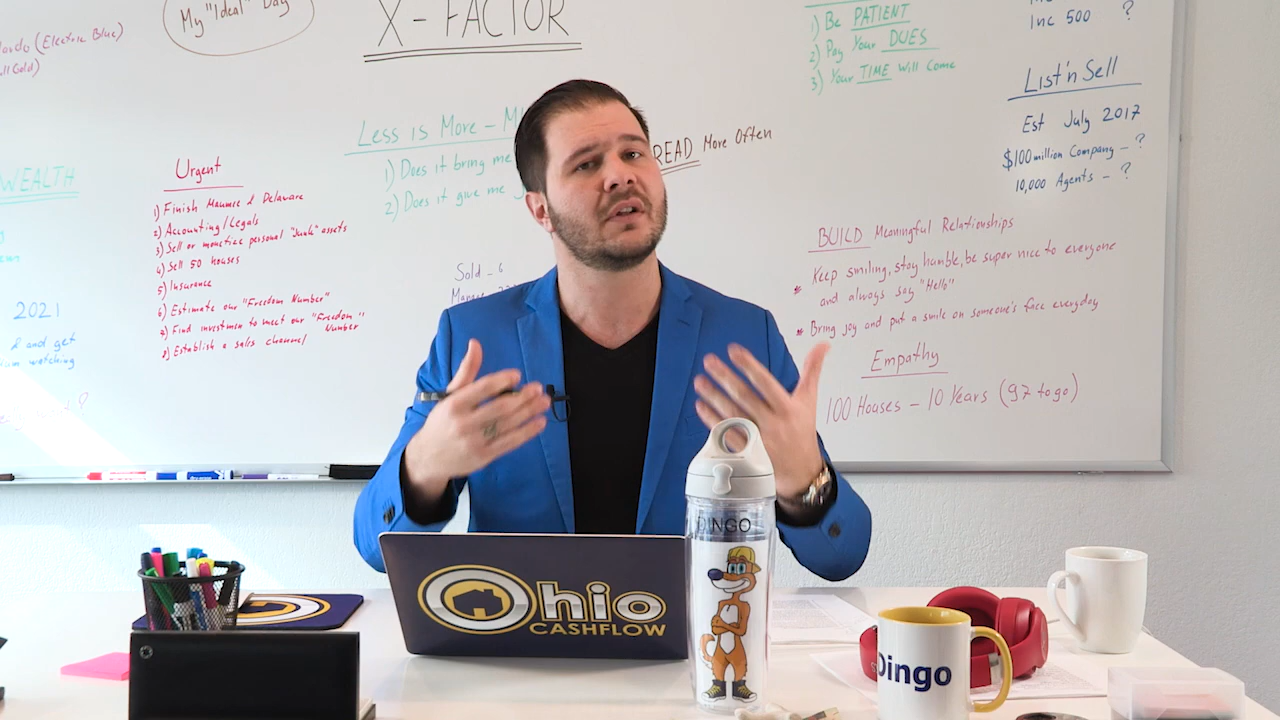 My "Ideal" Day
(Electric Blue)
Gold)
X - FACTOR
1) Be PATIENT
2) Pay Your DUES
3) Your TIME Will Come
Inc 500 ?
List'n Sell
Est July 2017
$100 million Company - ?
10,000 Agents - ?
WEALTH
2021
& and get
watching
?
Urgent
1) Finish Maumee & Delaware
2) Accounting/Legals
3) Sell or monetize personal "Junk" assets
4) Sell 50 houses
5) Insurance
6) Estimate our "Freedom Number"
7) Find investment to meet our "Freedom Number"
8) Establish a sales channel
Less is More -
1) Does it bring me
2) Does it give me
READ More Often
Sold - 6
BUILD Meaningful Relationships
* Keep smiling, stay humble, be super nice to everyone
and always say "Hello"
* Bring joy and put a smile on someone's face everyday
Empathy
100 Houses - 10 Years (97 to go)
Ohio
CASHFLOW
DINGO
Dingo